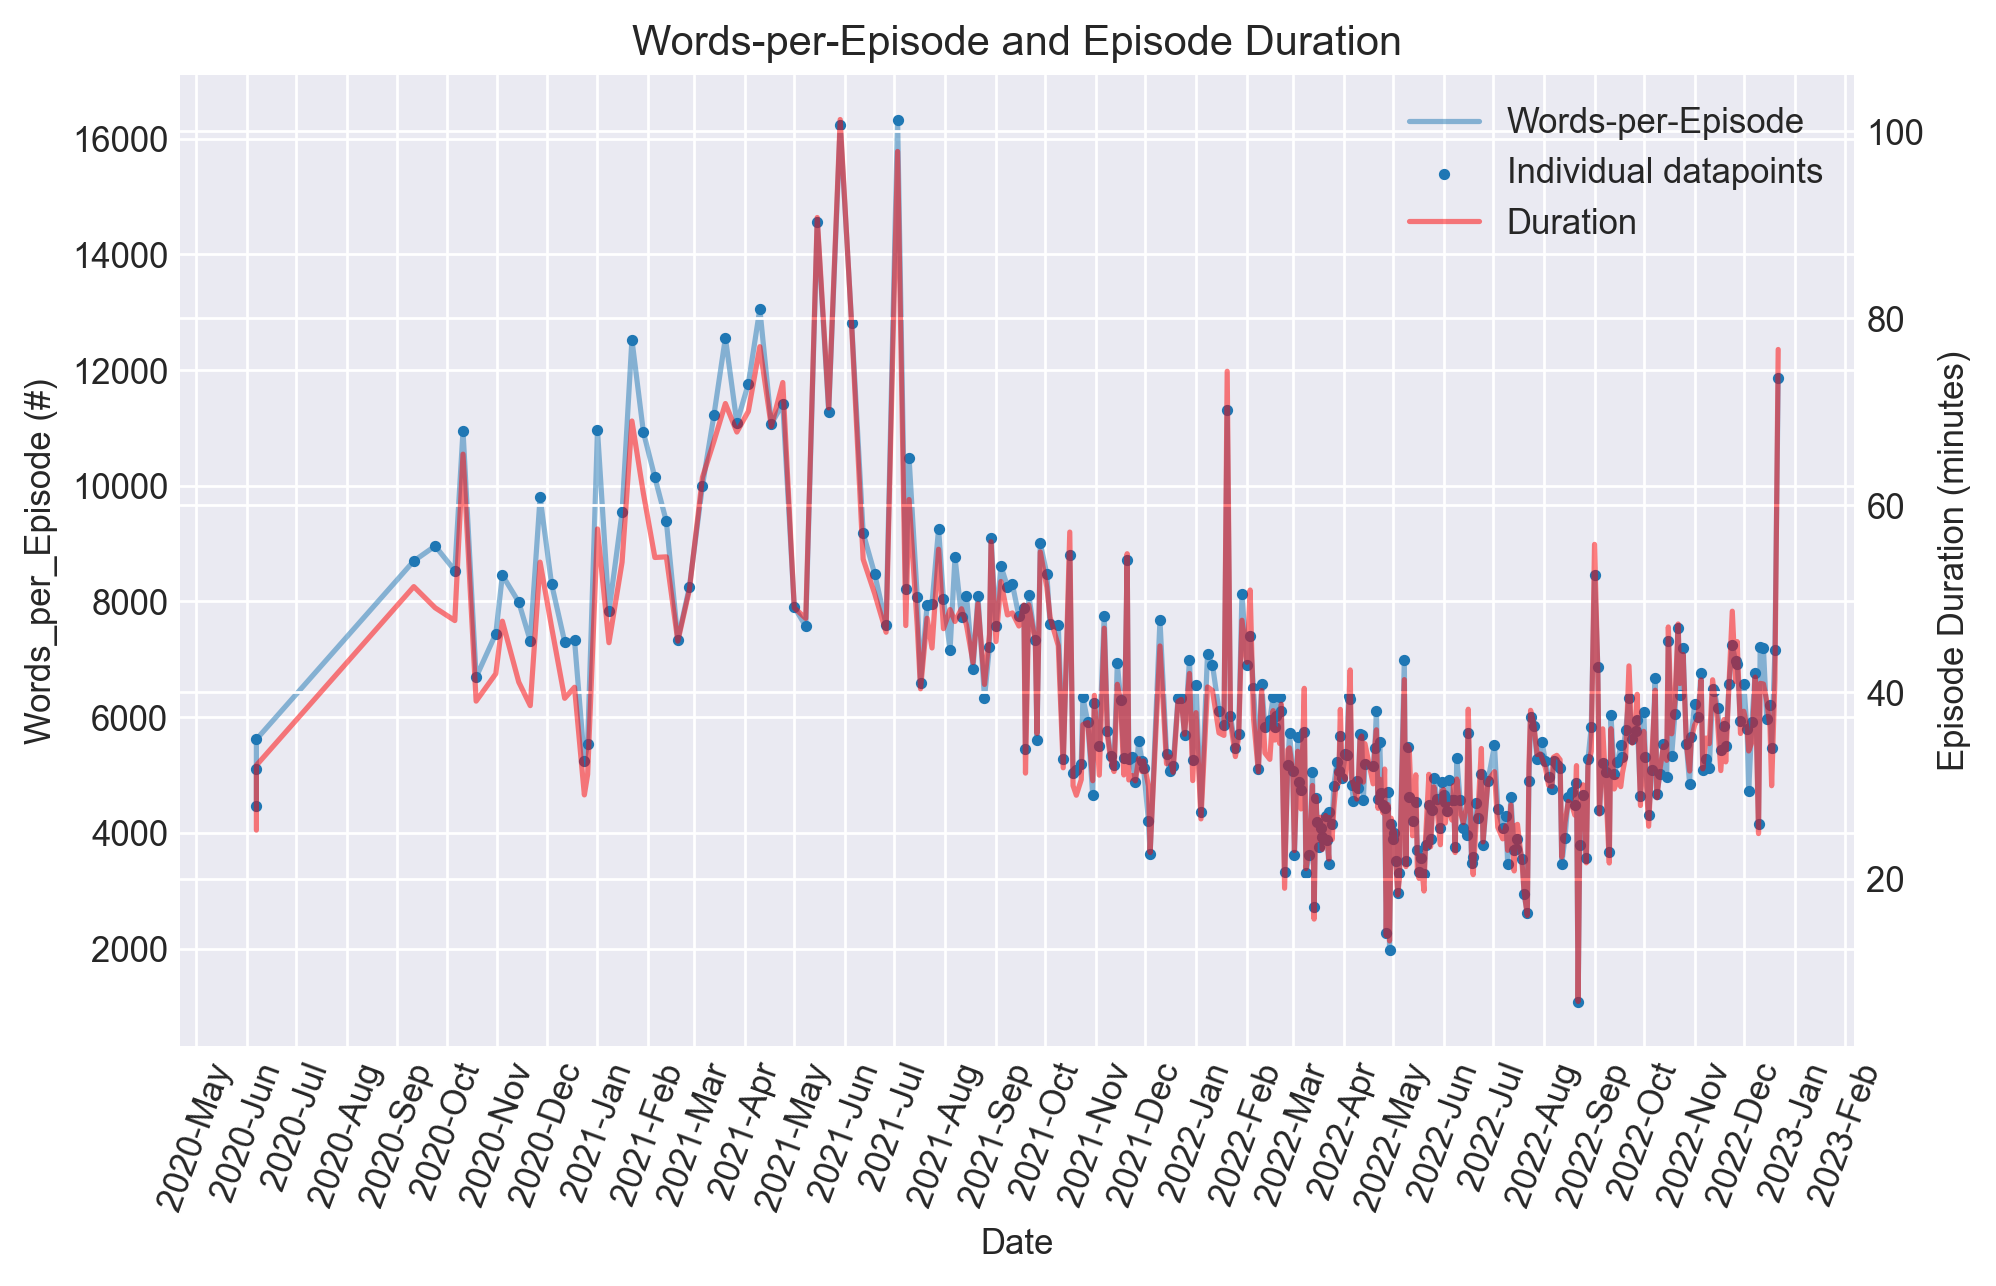 Words-per-Episode and Episode Duration
Words-per-Episode
Individual datapoints
Duration
Words_per_Episode (#)
16000
14000
12000
10000
8000
6000
4000
2000
Episode Duration (minutes)
100
80
60
40
20
2020-May
2020-Jun
2020-Jul
2020-Aug
2020-Sep
2020-Oct
2020-Nov
2020-Dec
2021-Jan
2021-Feb
2021-Mar
2021-Apr
2021-May
2021-Jun
2021-Jul
2021-Aug
2021-Sep
2021-Oct
2021-Nov
2021-Dec
2022-Jan
2022-Feb
2022-Mar
2022-Apr
2022-May
2022-Jun
2022-Jul
2022-Aug
2022-Sep
2022-Oct
2022-Nov
2022-Dec
2023-Jan
2023-Feb
Date